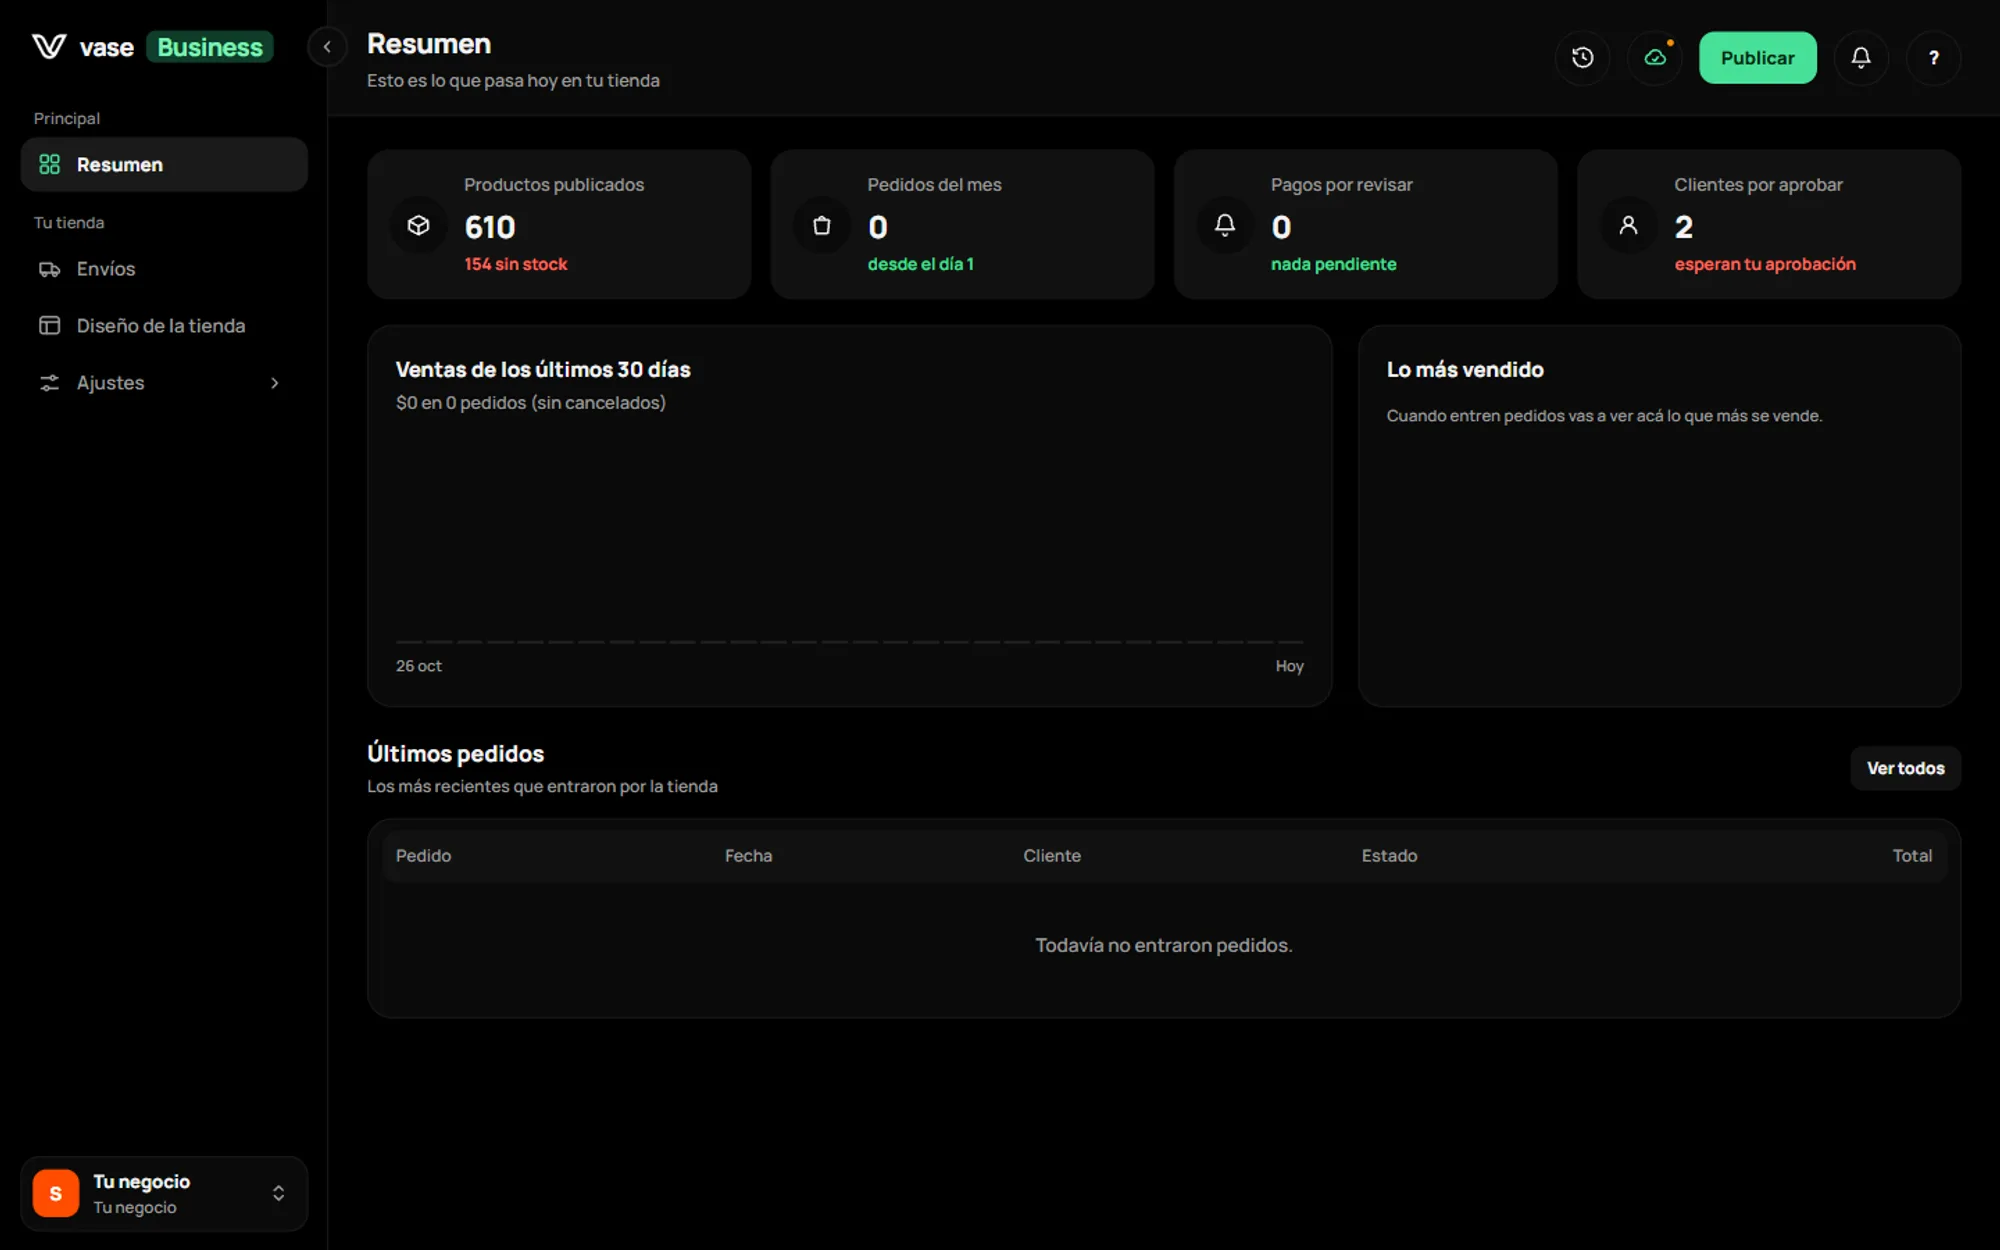 vase Business
Principal
Resumen
Tu tienda
Envíos
Diseño de la tienda
Ajustes
Tu negocio
Tu negocio
S
Resumen
Esto es lo que pasa hoy en tu tienda
Publicar
?
Productos publicados
610
154 sin stock
Pedidos del mes
0
desde el día 1
Pagos por revisar
0
nada pendiente
Clientes por aprobar
2
esperan tu aprobación
Ventas de los últimos 30 días
$0 en 0 pedidos (sin cancelados)
26 oct
Hoy
Lo más vendido
Cuando entren pedidos vas a ver acá lo que más se vende.
Últimos pedidos
Los más recientes que entraron por la tienda
Ver todos
Pedido Fecha Cliente Estado Total
Todavía no entraron pedidos.